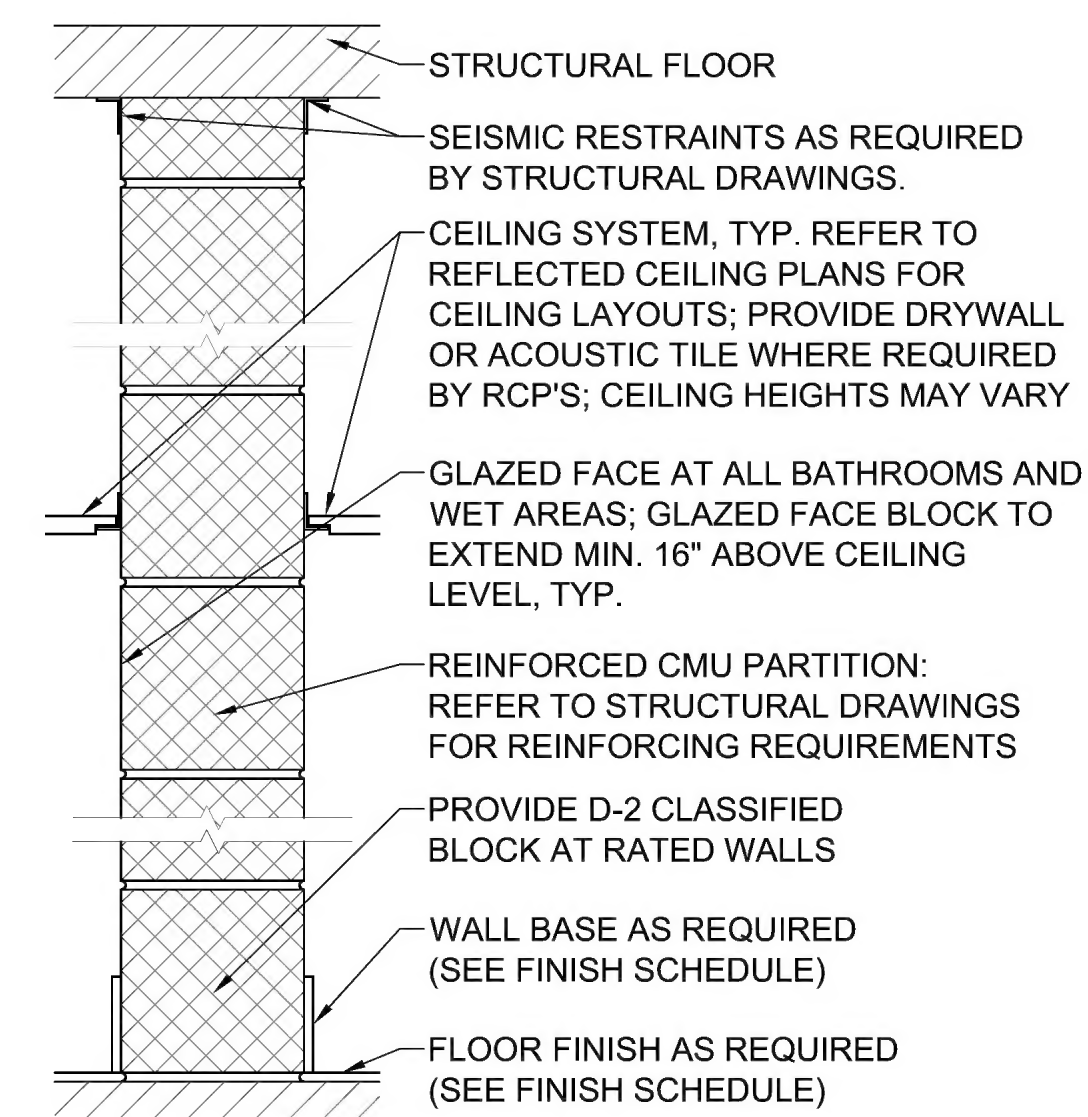 STRUCTURAL FLOOR
SEISMIC RESTRAINTS AS REQUIRED
BY STRUCTURAL DRAWINGS.
CEILING SYSTEM, TYP. REFER TO
REFLECTED CEILING PLANS FOR
CEILING LAYOUTS; PROVIDE DRYWALL
OR ACOUSTIC TILE WHERE REQUIRED
BY RCP'S; CEILING HEIGHTS MAY VARY
GLAZED FACE AT ALL BATHROOMS AND
WET AREAS; GLAZED FACE BLOCK TO
EXTEND MIN. 16" ABOVE CEILING
LEVEL, TYP.
REINFORCED CMU PARTITION:
REFER TO STRUCTURAL DRAWINGS
FOR REINFORCING REQUIREMENTS
PROVIDE D-2 CLASSIFIED
BLOCK AT RATED WALLS
WALL BASE AS REQUIRED
(SEE FINISH SCHEDULE)
FLOOR FINISH AS REQUIRED
(SEE FINISH SCHEDULE)